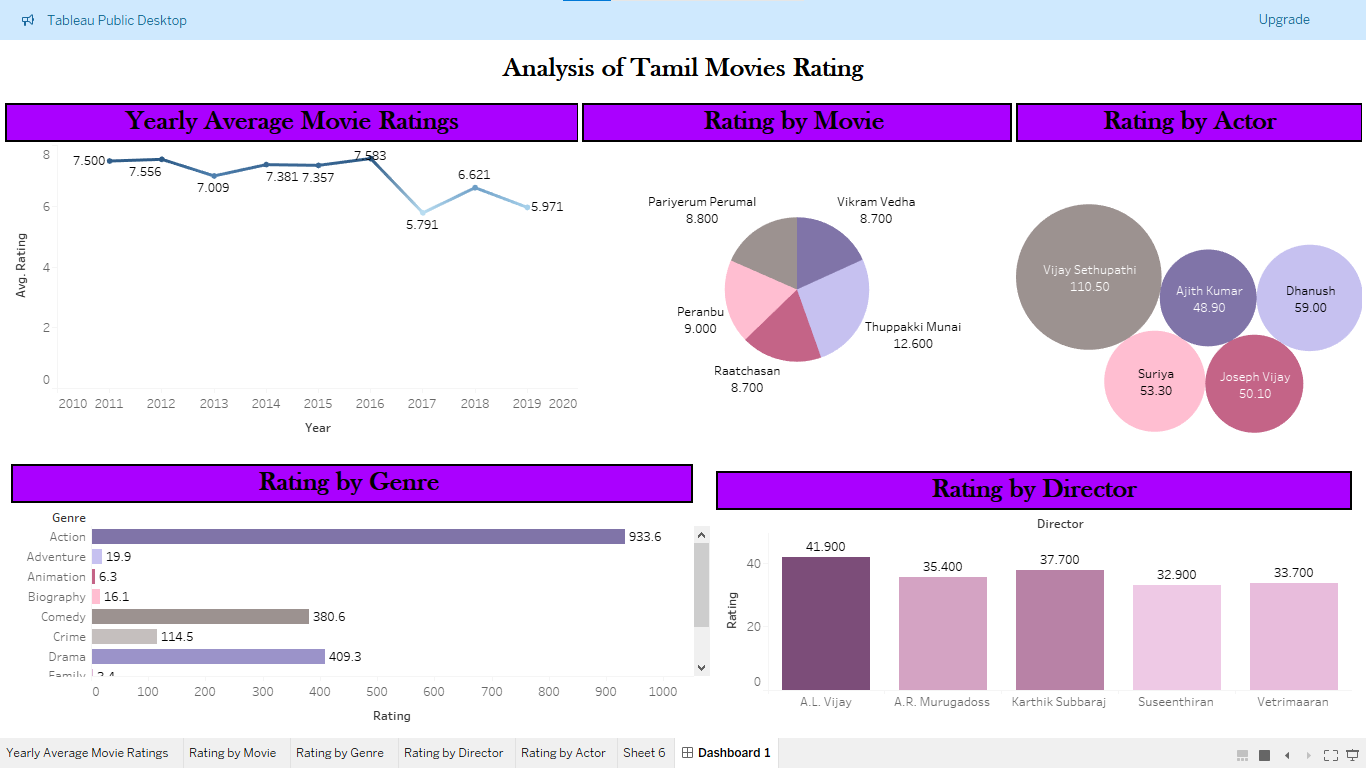 Tableau Public Desktop
Upgrade
Analysis of Tamil Movies Rating
Yearly Average Movie Ratings
8
6
4
2
0
Avg. Rating
7.500
7.556
7.009
7.381
7.357
7.583
5.791
6.621
5.971
2010 2011 2012 2013 2014 2015 2016 2017 2018 2019 2020
Year
Rating by Movie
Pariyerum Perumal
8.800
Vikram Vedha
8.700
Peranbu
9.000
Thuppakki Munai
12.600
Raatchasan
8.700
Rating by Actor
Vijay Sethupathi
110.50
Ajith Kumar
48.90
Dhanush
59.00
Suriya
53.30
Joseph Vijay
50.10
Rating by Genre
Genre
Action 933.6
Adventure 19.9
Animation 6.3
Biography 16.1
Comedy 380.6
Crime 114.5
Drama 409.3
Family
0 100 200 300 400 500 600 700 800 900 1000
Rating
Rating by Director
Director
40
20
0
Rating
41.900
35.400
37.700
32.900
33.700
A.L. Vijay
A.R. Murugadoss
Karthik Subbaraj
Suseenthiran
Vetrimaaran
Yearly Average Movie Ratings
Rating by Movie
Rating by Genre
Rating by Director
Rating by Actor
Sheet 6
Dashboard 1